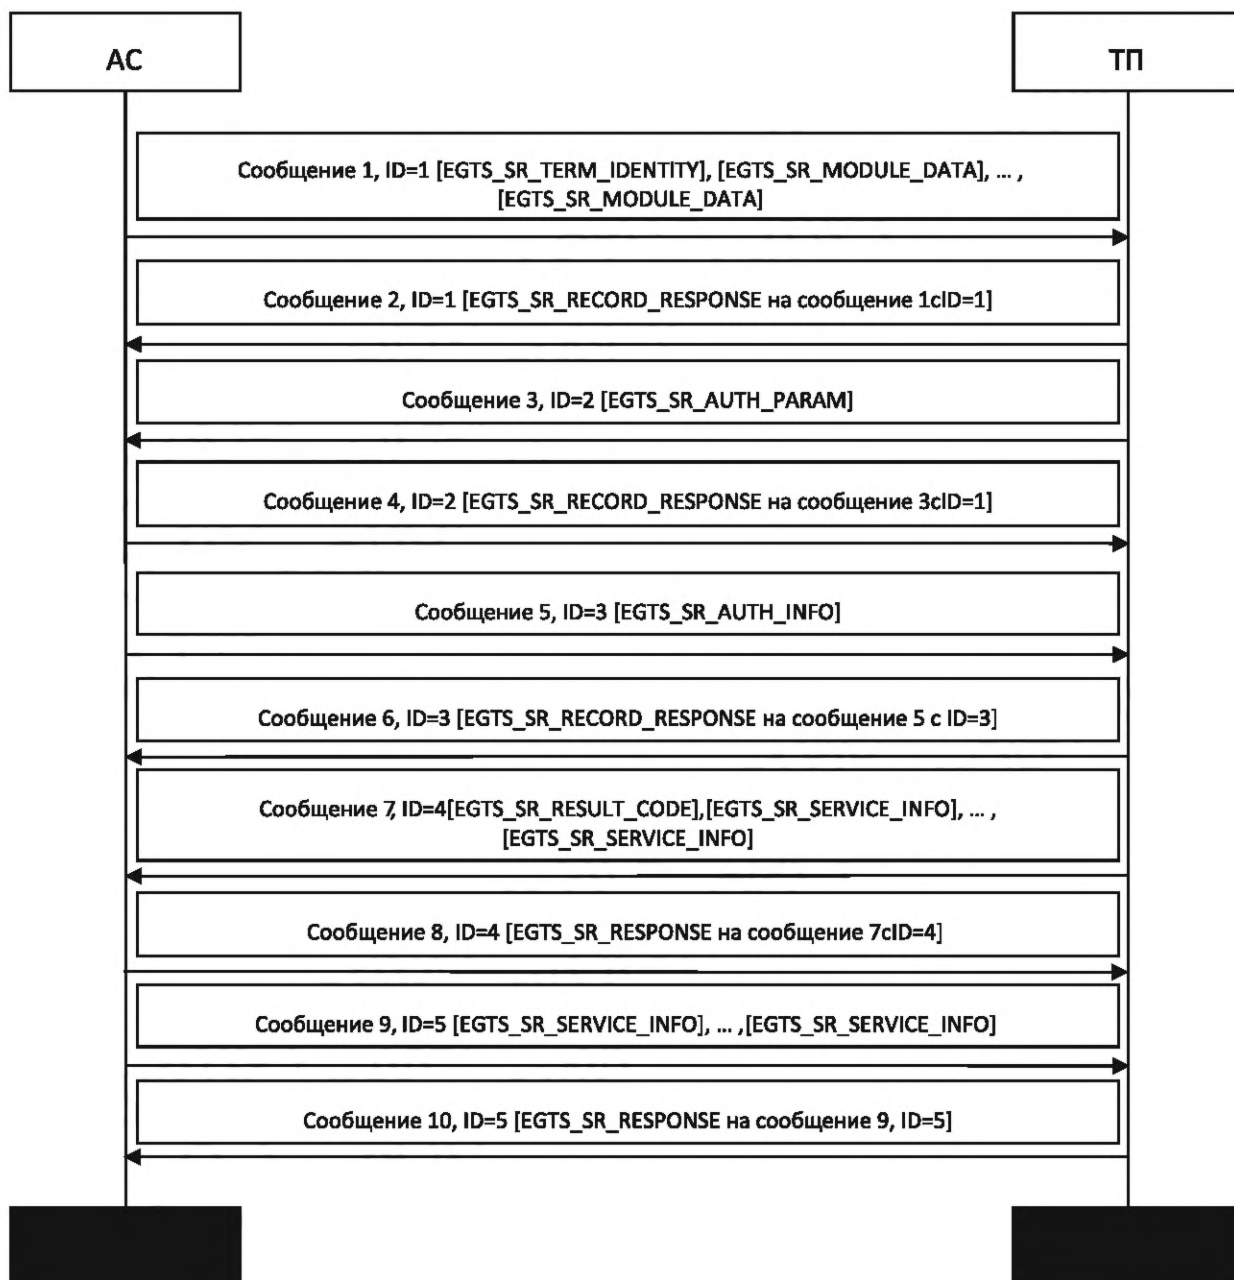 АС
ТП
Сообщение 1, ID=1 [EGTS_SR_TERM_IDENTITY], [EGTS_SR_MODULE_DATA], ... ,
[EGTS_SR_MODULE_DATA]
Сообщение 2, ID=1 [EGTS_SR_RECORD_RESPONSE на сообщение 1cID=1]
Сообщение 3, ID=2 [EGTS_SR_AUTH_PARAM]
Сообщение 4, ID=2 [EGTS_SR_RECORD_RESPONSE на сообщение 3cID=1]
Сообщение 5, ID=3 [EGTS_SR_AUTH_INFO]
Сообщение 6, ID=3 [EGTS_SR_RECORD_RESPONSE на сообщение 5 с ID=3]
Сообщение 7, ID=4[EGTS_SR_RESULT_CODE],[EGTS_SR_SERVICE_INFO], ... ,
[EGTS_SR_SERVICE_INFO]
Сообщение 8, ID=4 [EGTS_SR_RESPONSE на сообщение 7cID=4]
Сообщение 9, ID=5 [EGTS_SR_SERVICE_INFO], ... ,[EGTS_SR_SERVICE_INFO]
Сообщение 10, ID=5 [EGTS_SR_RESPONSE на сообщение 9, ID=5]